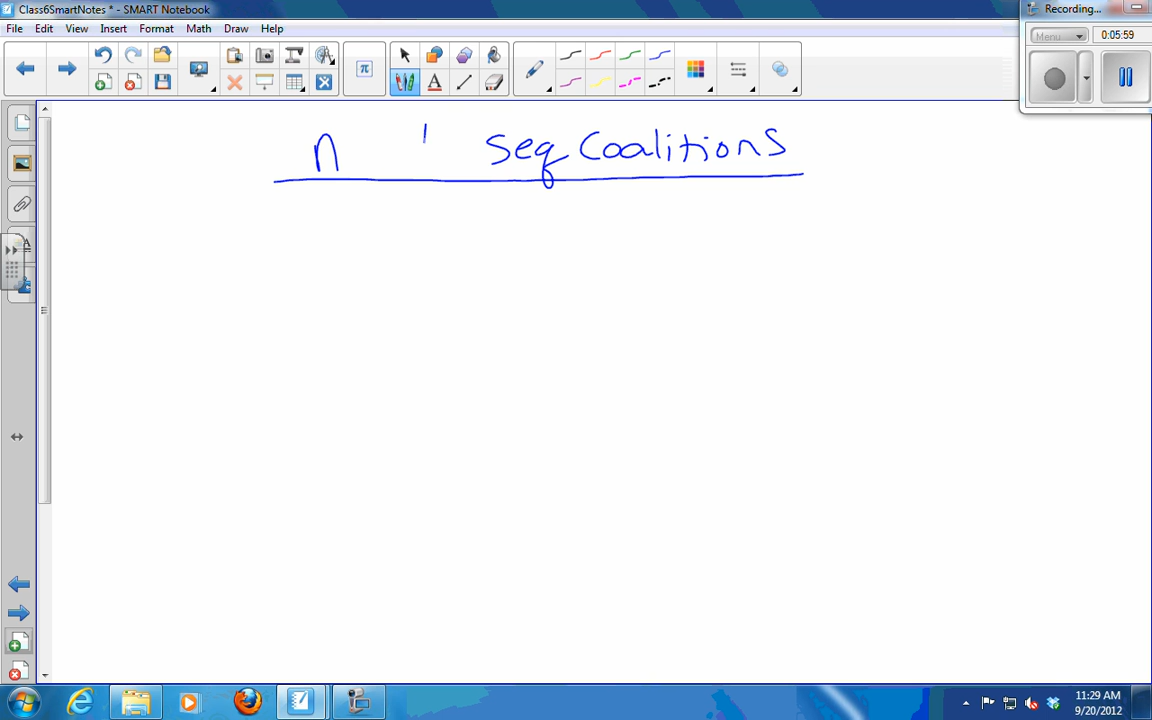 Class6SmartNotes * - SMART Notebook
Recording...
File Edit View Insert Format Math Draw Help
Menu
0:05:59
π
A
n ' Seq Coalitions
A
11:29 AM
9/20/2012